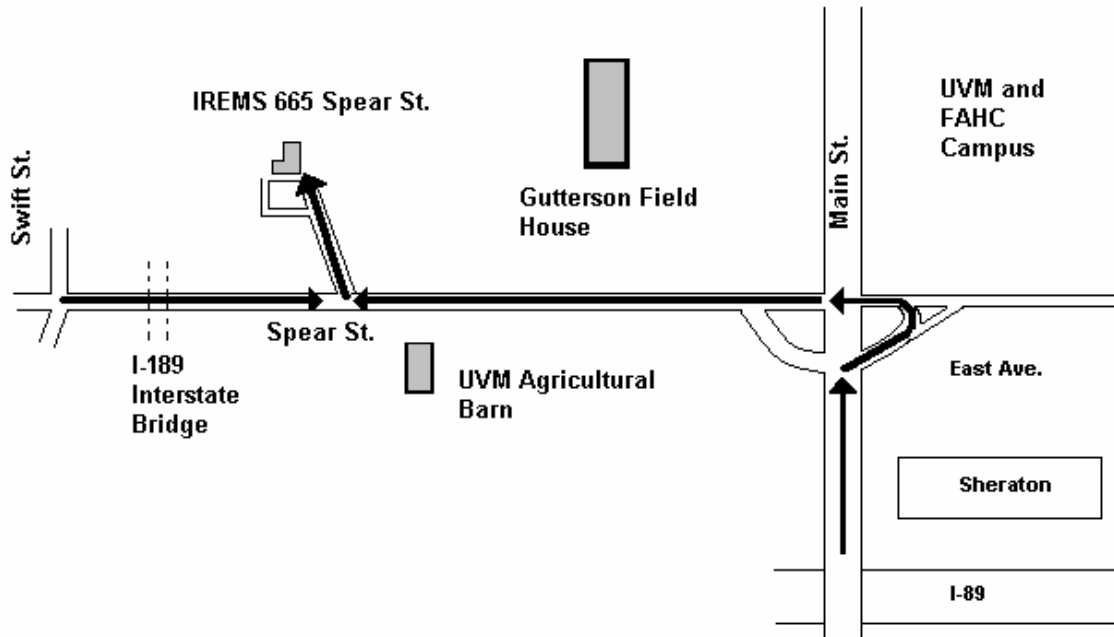 IREMS 665 Spear St.
UVM and
FAHC
Campus
Swift St.
Main St.
Gutterson Field
House
Spear St.
I-189
Interstate
Bridge
UVM Agricultural
Barn
East Ave.
Sheraton
I-89